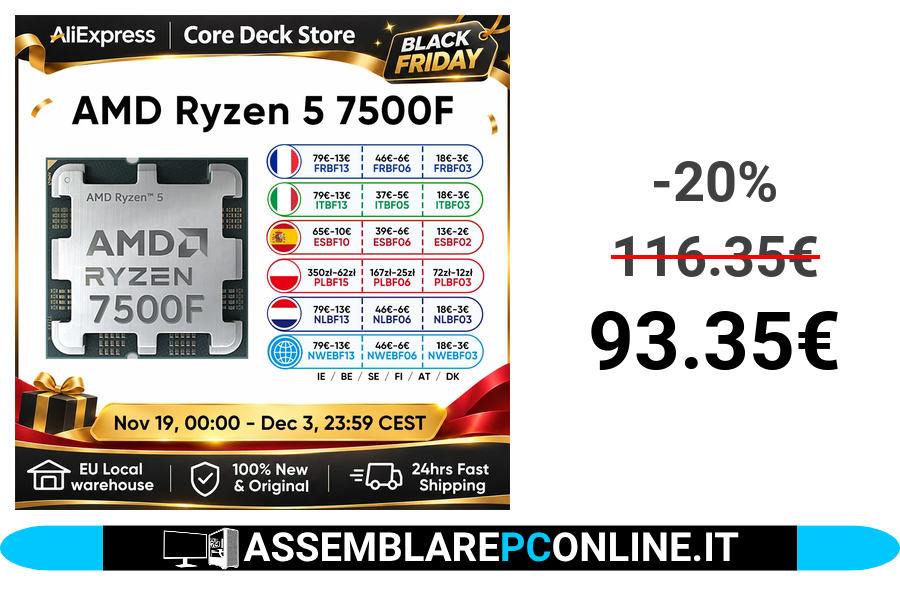 AliExpress | Core Deck Store
BLACK
FRIDAY
AMD Ryzen 5 7500F
AMD Ryzen™ 5
AMD
RYZEN
7500F
79€-13€ 46€-6€ 18€-3€
FRBF13 FRBF06 FRBF03
79€-13€ 37€-5€ 18€-3€
ITBF13 ITBF05 ITBF03
65€-10€ 39€-6€ 13€-2€
ESBF10 ESBF06 ESBF02
350zł-62zł 167zł-25zł 72zł-12zł
PLBF15 PLBF06 PLBF03
79€-13€ 46€-6€ 18€-3€
NLBF13 NLBF06 NLBF03
79€-13€ 46€-6€ 18€-3€
NWEBF13 NWEBF06 NWEBF03
IE / BE / SE / FI / AT / DK
Nov 19, 00:00 - Dec 3, 23:59 CEST
EU Local
warehouse
100% New
& Original
24hrs Fast
Shipping
-20%
116.35€
93.35€
ASSEMBLAREPCONLINE.IT